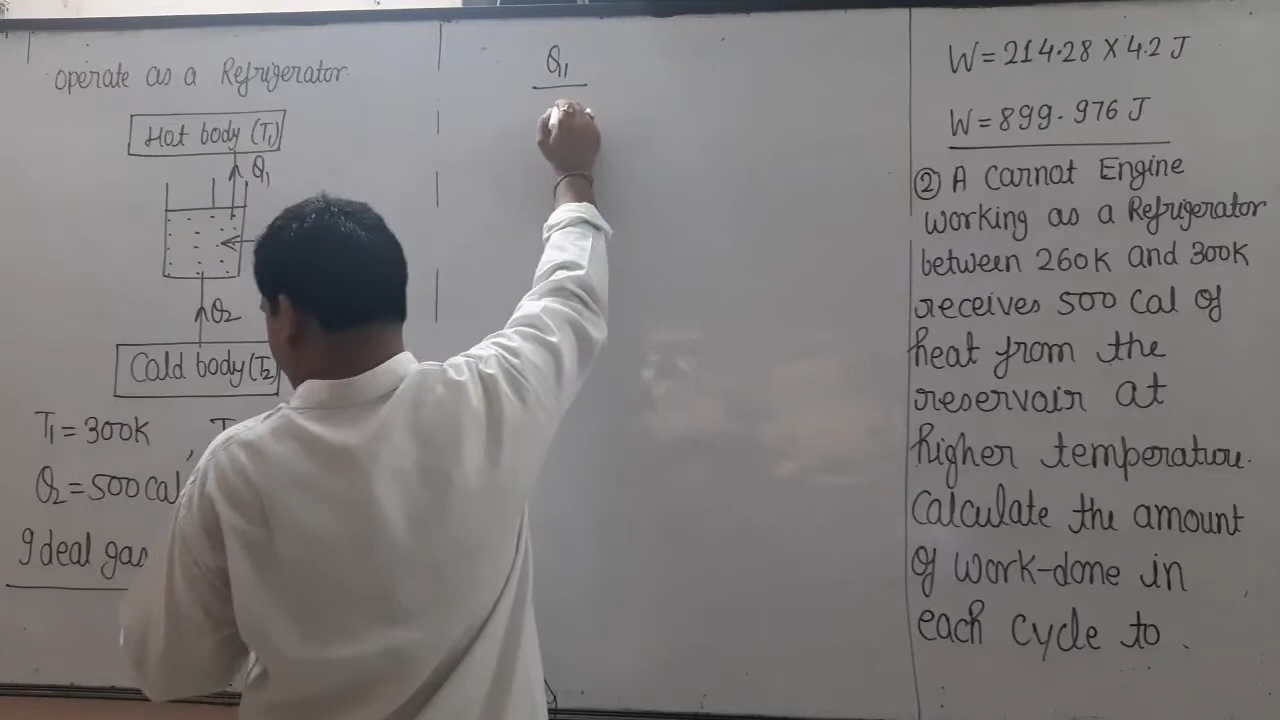 operate as a Refrigerator.
Hot body (T1)
Q1
Q2
Cold body (T2
T1 = 300K , T
Q2 = 500 Cal
Ideal gas
Q1
W = 214.28 X 4.2 J
W = 899.976 J
② A Carnot Engine
working as a Refrigerator
between 260K and 300K
receives 500 Cal of
heat from the
reservoir at
higher temperature.
Calculate the amount
of work-done in
each cycle to